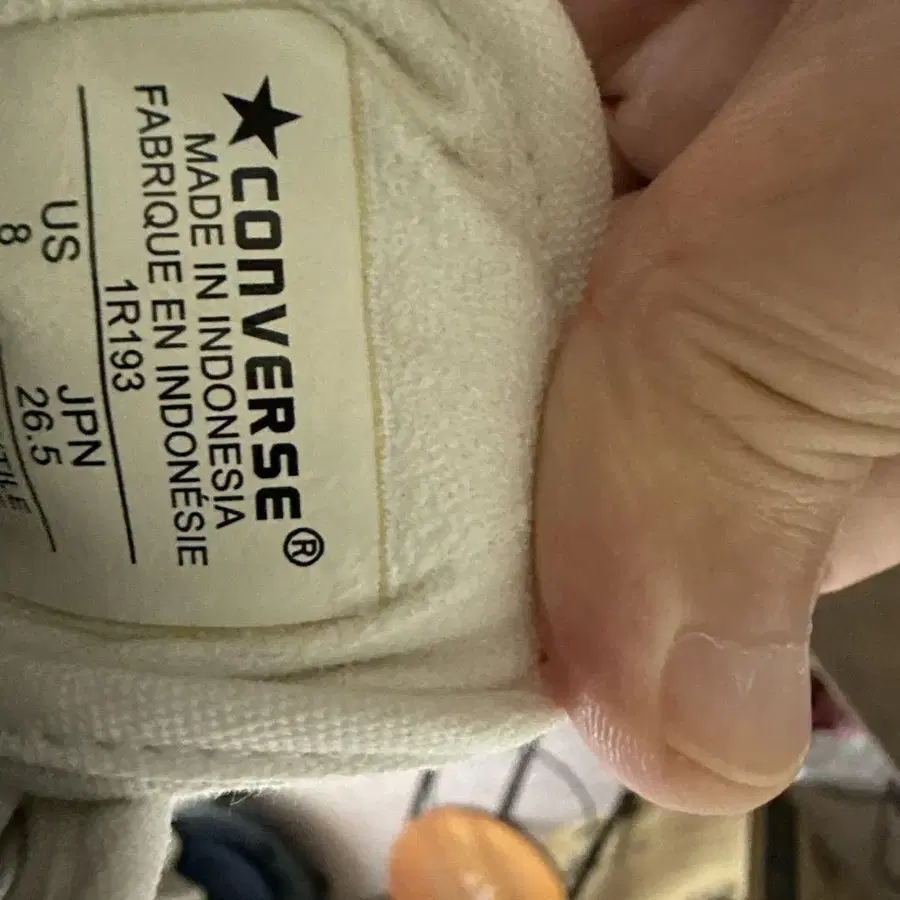 CONVERSE®
MADE IN INDONESIA
FABRIQUE EN INDONÉSIE
1R193
US JPN
8 26.5